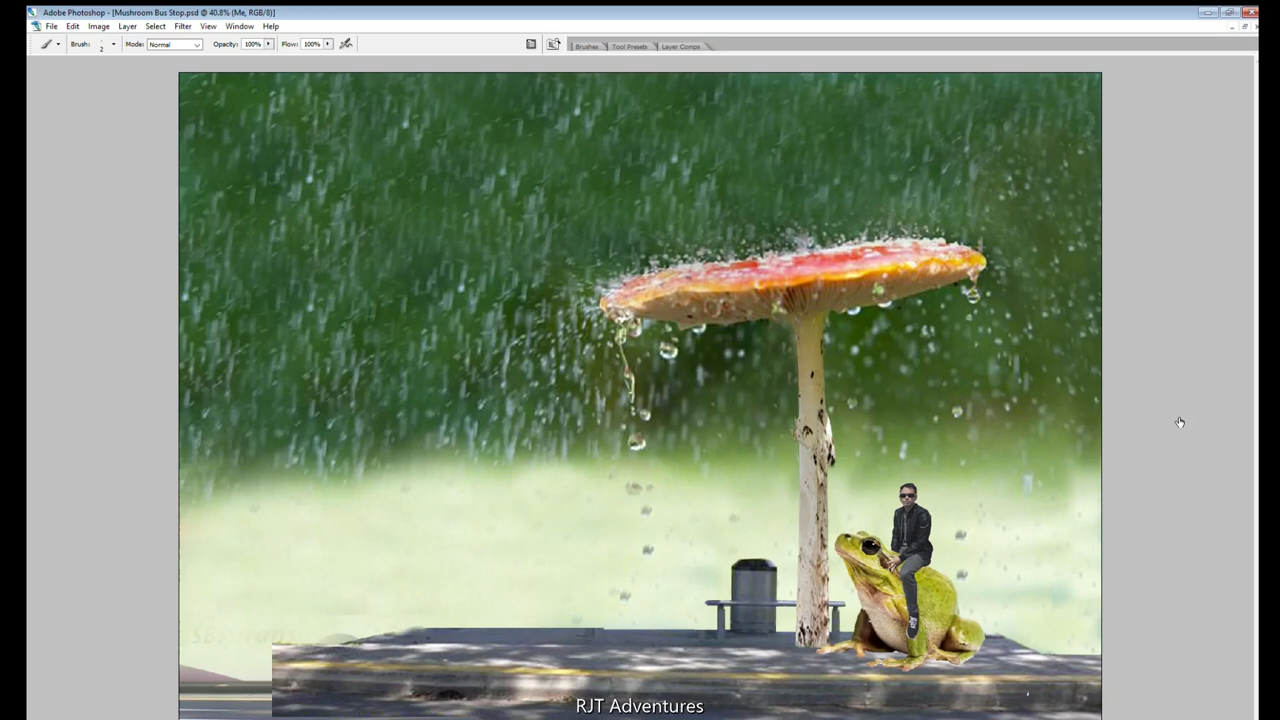 Adobe Photoshop - [Mushroom Bus Stop.psd @ 40.8% (Me, RGB/8)]
File Edit Image Layer Select Filter View Window Help
Brush: 2 Mode: Normal Opacity: 100% Flow: 100% Brushes Tool Presets Layer Comps
RJT Adventures